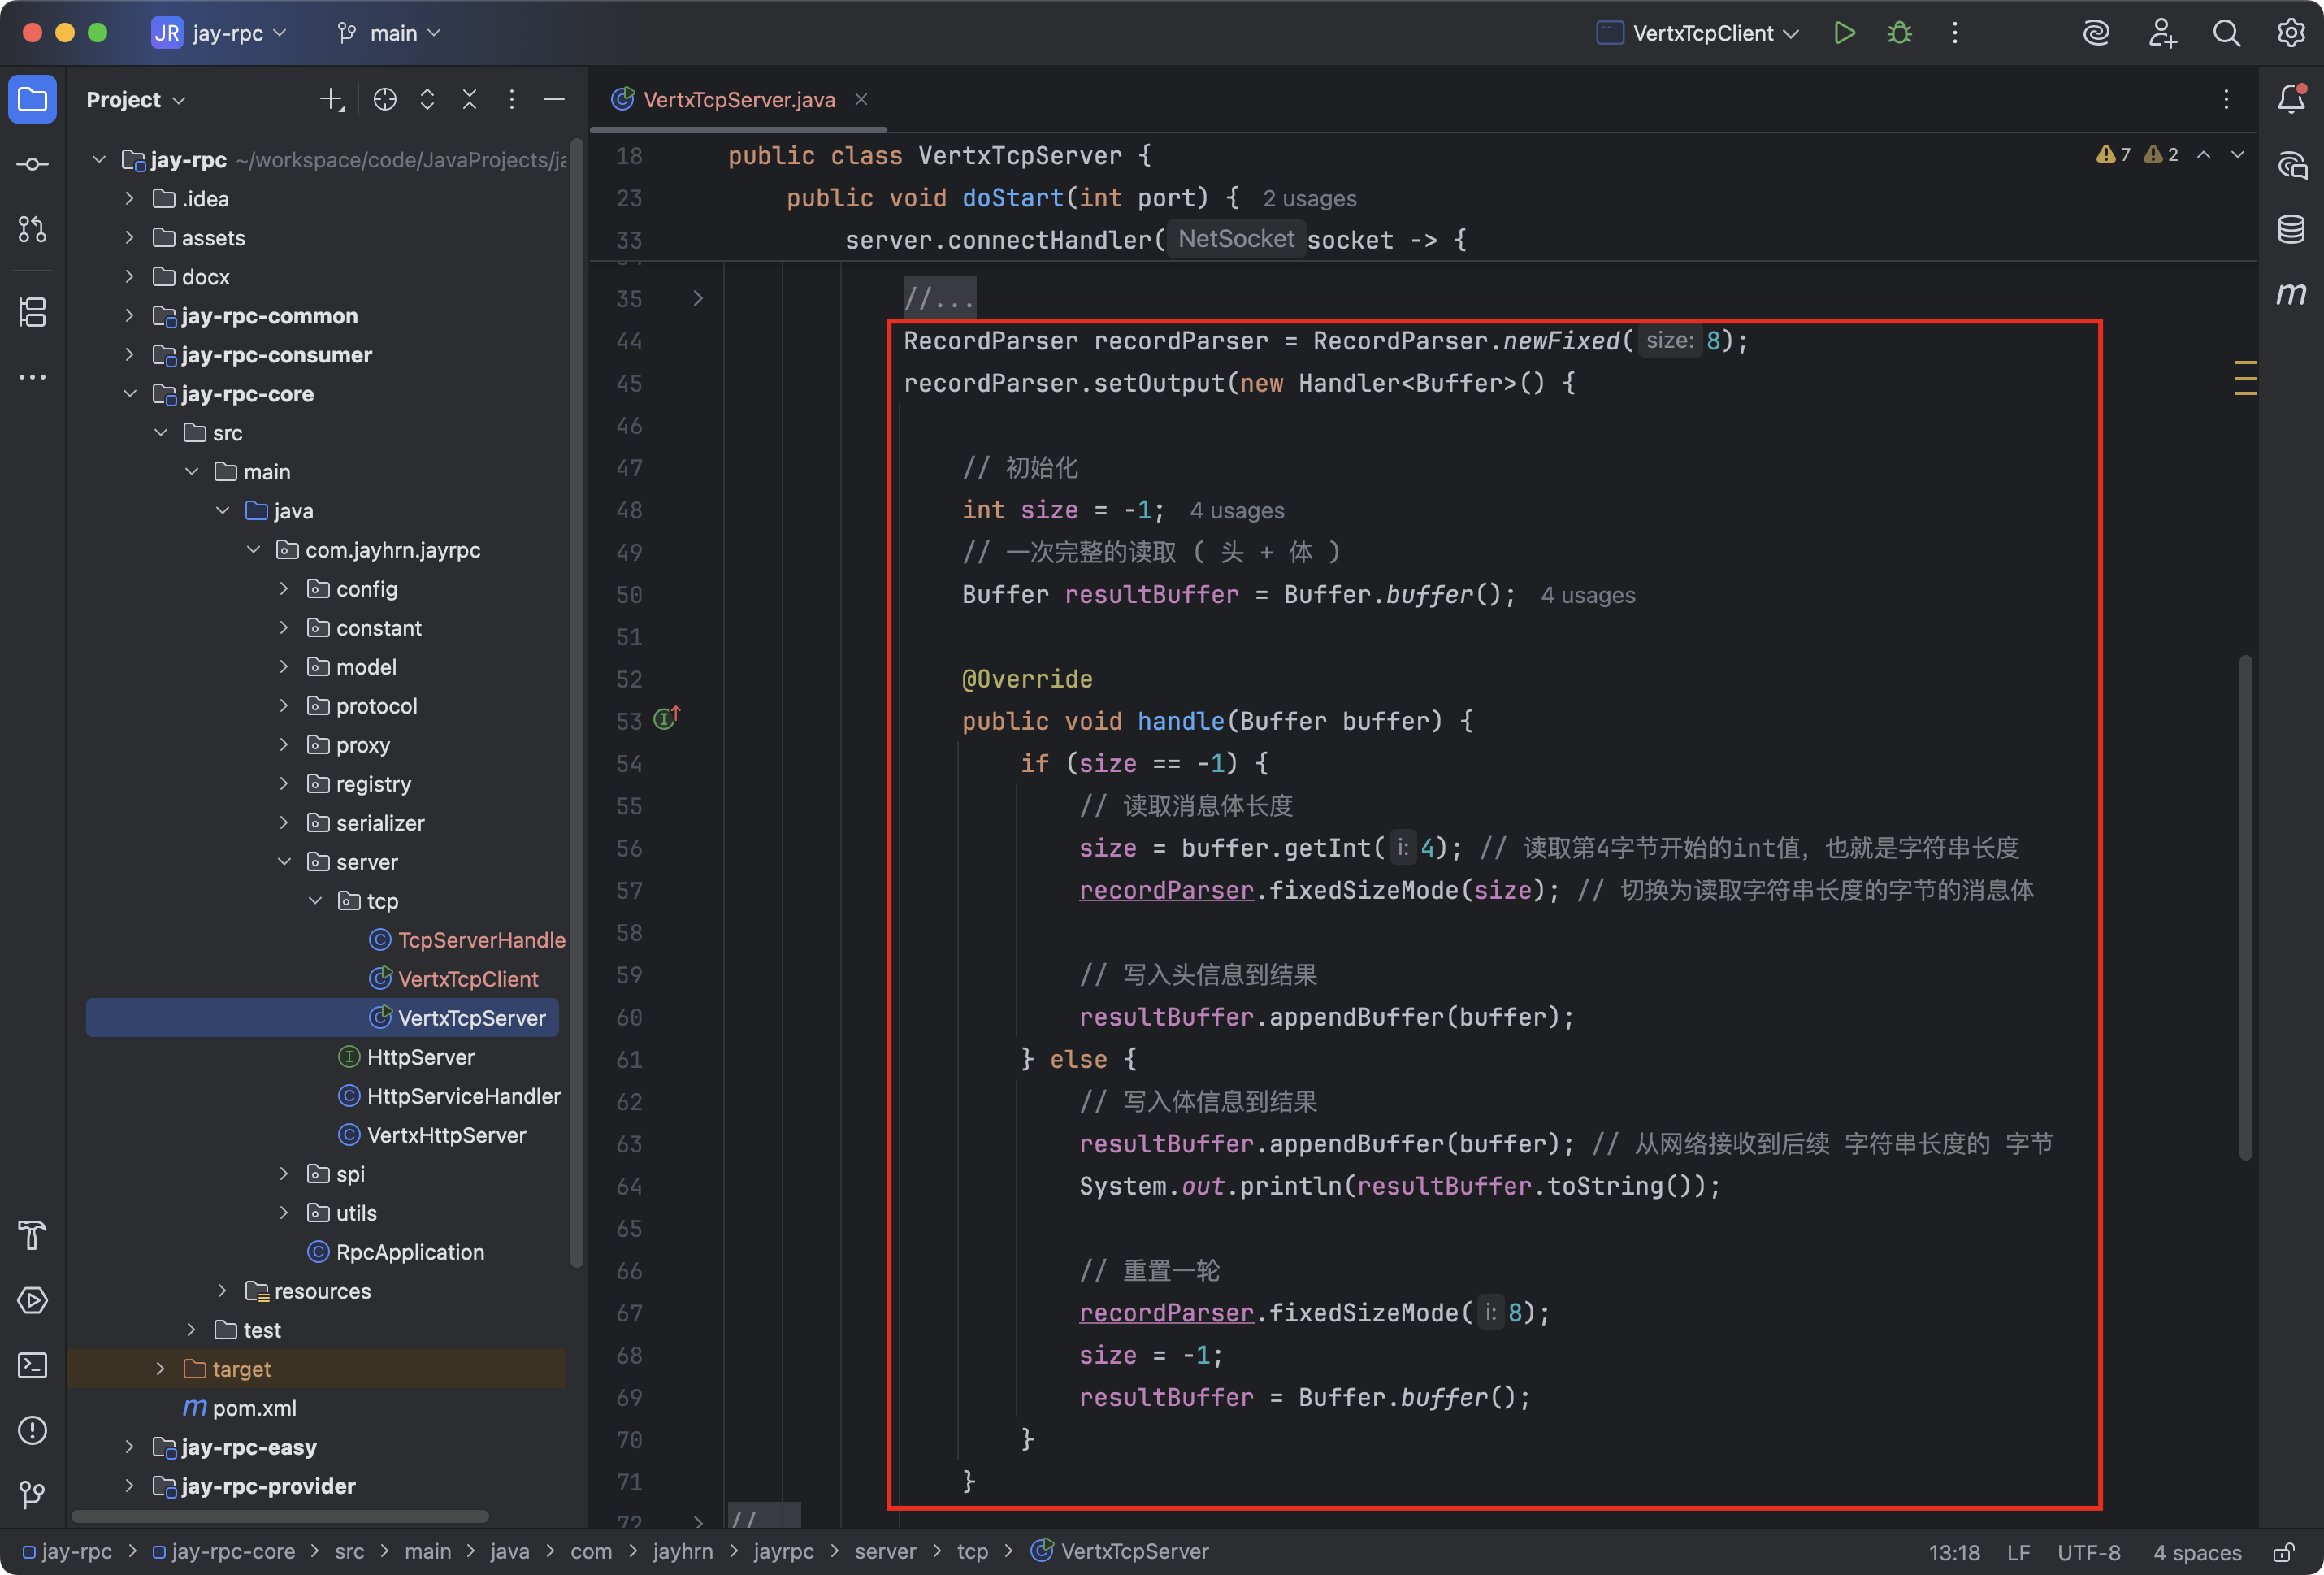 JR jay-rpc
main
VertxTcpClient
Project
jay-rpc ~/workspace/code/JavaProjects/ja
.idea
assets
docx
jay-rpc-common
jay-rpc-consumer
jay-rpc-core
src
main
java
com.jayhrn.jayrpc
config
constant
model
protocol
proxy
registry
serializer
server
tcp
TcpServerHandle
VertxTcpClient
VertxTcpServer
HttpServer
HttpServiceHandler
VertxHttpServer
spi
utils
RpcApplication
resources
test
target
m pom.xml
jay-rpc-easy
jay-rpc-provider
VertxTcpServer.java
7 2
18 public class VertxTcpServer {
23 public void doStart(int port) { 2 usages
33 server.connectHandler( NetSocket socket -> {
35 //...
44 RecordParser recordParser = RecordParser.newFixed( size: 8);
45 recordParser.setOutput(new Handler<Buffer>() {
46
47 // 初始化
48 int size = -1; 4 usages
49 // 一次完整的读取 ( 头 + 体 )
50 Buffer resultBuffer = Buffer.buffer(); 4 usages
51
52 @Override
53 public void handle(Buffer buffer) {
54 if (size == -1) {
55 // 读取消息体长度
56 size = buffer.getInt( i: 4); // 读取第4字节开始的int值，也就是字符串长度
57 recordParser.fixedSizeMode(size); // 切换为读取字符串长度的字节的消息体
58
59 // 写入头信息到结果
60 resultBuffer.appendBuffer(buffer);
61 } else {
62 // 写入体信息到结果
63 resultBuffer.appendBuffer(buffer); // 从网络接收到后续 字符串长度的 字节
64 System.out.println(resultBuffer.toString());
65
66 // 重置一轮
67 recordParser.fixedSizeMode( i: 8);
68 size = -1;
69 resultBuffer = Buffer.buffer();
70 }
71 }
72 //
m
jay-rpc > jay-rpc-core > src > main > java > com > jayhrn > jayrpc > server > tcp > VertxTcpServer
13:18 LF UTF-8 4 spaces